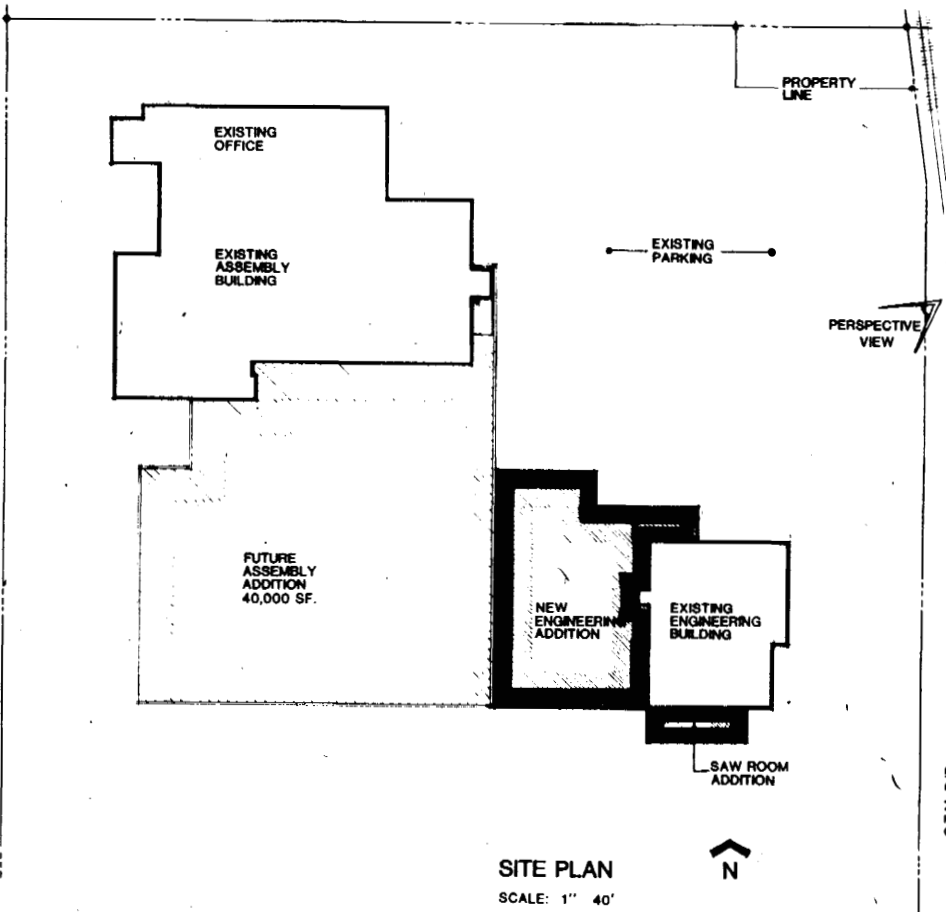 PROPERTY
LINE
EXISTING
OFFICE
EXISTING
ASSEMBLY
BUILDING
EXISTING
PARKING
PERSPECTIVE
VIEW
FUTURE
ASSEMBLY
ADDITION
40,000 SF.
NEW
ENGINEERING
ADDITION
EXISTING
ENGINEERING
BUILDING
SAW ROOM
ADDITION
SITE PLAN
N
SCALE: 1" 40'